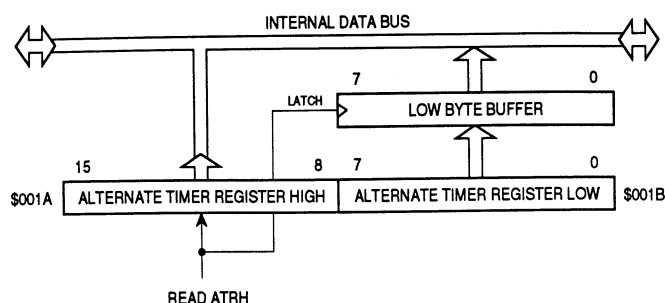 INTERNAL DATA BUS
7 0
LATCH
LOW BYTE BUFFER
15 8 7 0
$001A ALTERNATE TIMER REGISTER HIGH ALTERNATE TIMER REGISTER LOW $001B
READ ATRH